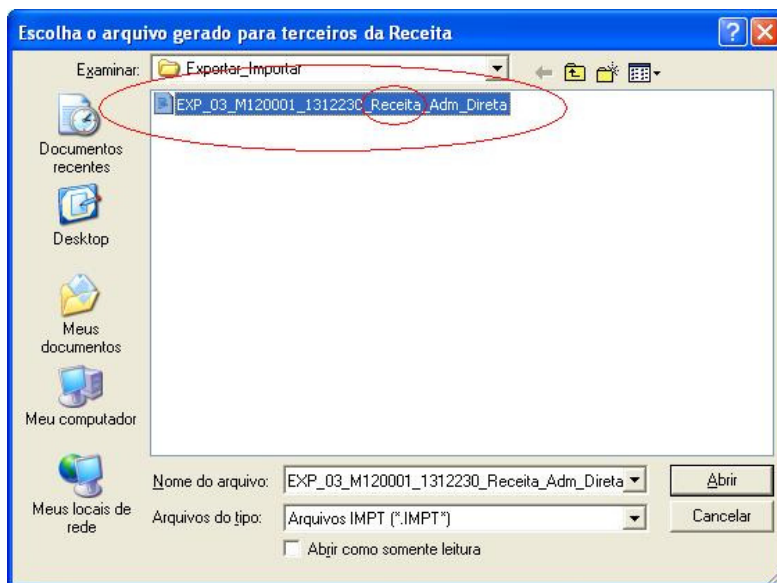 Escolha o arquivo gerado para terceiros da Receita
Examinar:
Exportar_Importar
EXP_03_M120001_1312230_Receita_Adm_Direta
Documentos
recentes
Desktop
Meus
documentos
Meu computador
Meus locais de
rede
Nome do arquivo:
EXP_03_M120001_1312230_Receita_Adm_Direta
Abrir
Arquivos do tipo:
Arquivos IMPT (*.IMPT*)
Cancelar
Abrir como somente leitura